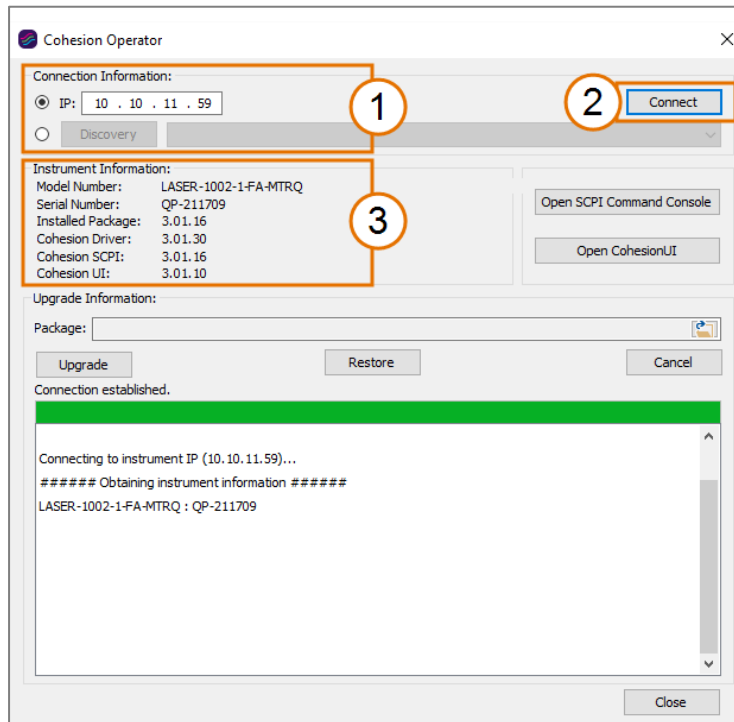 Cohesion Operator
Connection Information:
IP: 10 . 10 . 11 . 59
1
2
Connect
Discovery
Instrument Information:
Model Number: LASER-1002-1-FA-MTRQ
Serial Number: QP-211709
Installed Package: 3.01.16
Cohesion Driver: 3.01.30
Cohesion SCPI: 3.01.16
Cohesion UI: 3.01.10
3
Open SCPI Command Console
Open CohesionUI
Upgrade Information:
Package:
Upgrade
Restore
Cancel
Connection established.
Connecting to instrument IP (10.10.11.59)...
###### Obtaining instrument information ######
LASER-1002-1-FA-MTRQ : QP-211709
Close